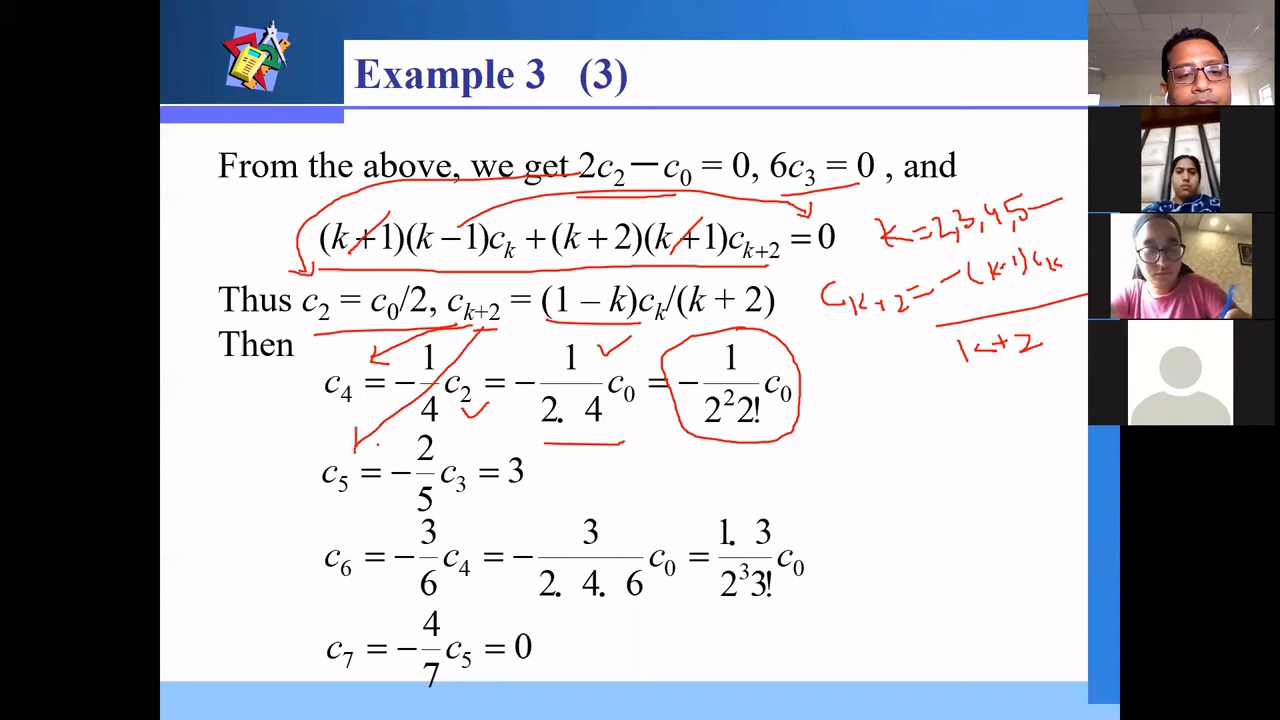 Example 3 (3)
From the above, we get 2c₂ − c₀ = 0, 6c₃ = 0 , and
(k + 1)(k − 1)cₖ + (k + 2)(k + 1)cₖ₊₂ = 0
k = 2, 3, 4, 5 —
Thus c₂ = c₀/2, cₖ₊₂ = (1 – k)cₖ/(k + 2)
Cₖ₊₂ = −(k-1)cₖ / k+2
Then
c₄ = −1/4 c₂ = −1/(2. 4) c₀ = −1/(2²2!) c₀
c₅ = −2/5 c₃ = 3
c₆ = −3/6 c₄ = −3/(2. 4. 6) c₀ = 1. 3/(2³3!) c₀
c₇ = −4/7 c₅ = 0